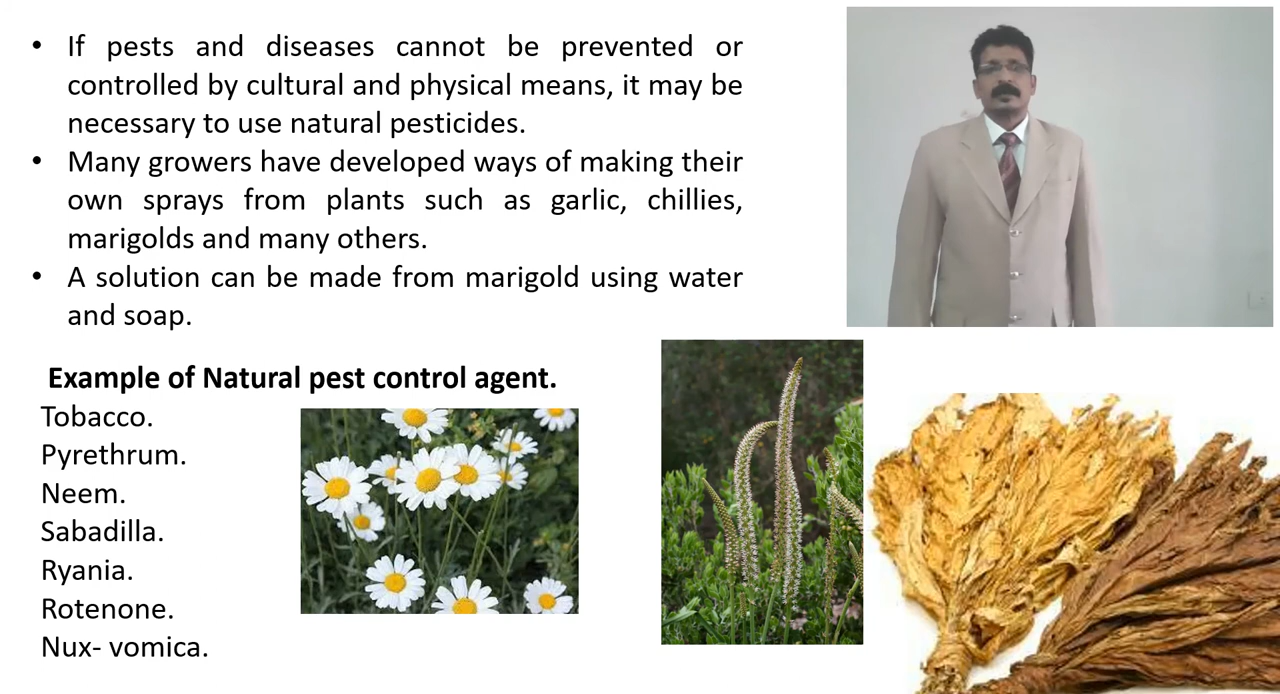 • If pests and diseases cannot be prevented or
controlled by cultural and physical means, it may be
necessary to use natural pesticides.
• Many growers have developed ways of making their
own sprays from plants such as garlic, chillies,
marigolds and many others.
• A solution can be made from marigold using water
and soap.
Example of Natural pest control agent.
Tobacco.
Pyrethrum.
Neem.
Sabadilla.
Ryania.
Rotenone.
Nux- vomica.